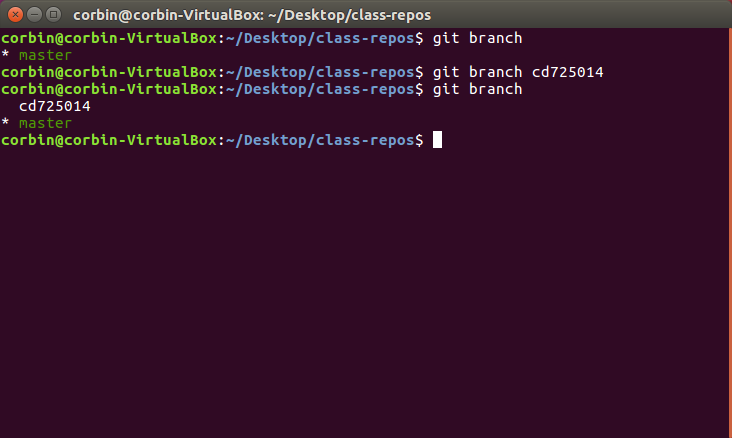 corbin@corbin-VirtualBox: ~/Desktop/class-repos
corbin@corbin-VirtualBox:~/Desktop/class-repos$ git branch
* master
corbin@corbin-VirtualBox:~/Desktop/class-repos$ git branch cd725014
corbin@corbin-VirtualBox:~/Desktop/class-repos$ git branch
  cd725014
* master
corbin@corbin-VirtualBox:~/Desktop/class-repos$